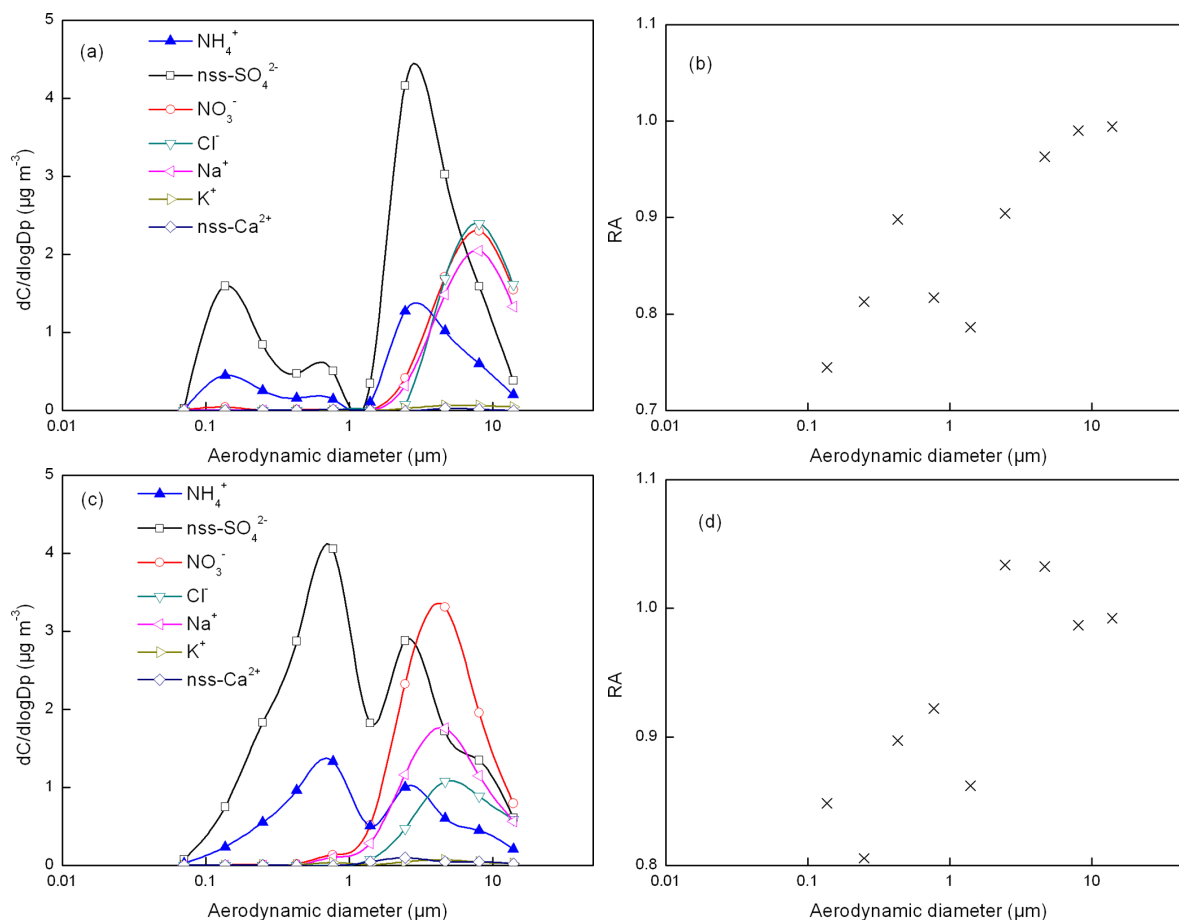 (a)
NH₄⁺
nss-SO₄²⁻
NO₃⁻
Cl⁻
Na⁺
K⁺
nss-Ca²⁺
5
4
3
2
1
0
dC/dlogDp (µg m⁻³)
0.01 0.1 1 10
Aerodynamic diameter (µm)
(b)
1.1
1.0
0.9
0.8
0.7
RA
0.01 0.1 1 10
Aerodynamic diameter (µm)
(c)
NH₄⁺
nss-SO₄²⁻
NO₃⁻
Cl⁻
Na⁺
K⁺
nss-Ca²⁺
5
4
3
2
1
0
dC/dlogDp (µg m⁻³)
0.01 0.1 1 10
Aerodynamic diameter (µm)
(d)
1.1
1.0
0.9
0.8
RA
0.01 0.1 1 10
Aerodynamic diameter (µm)